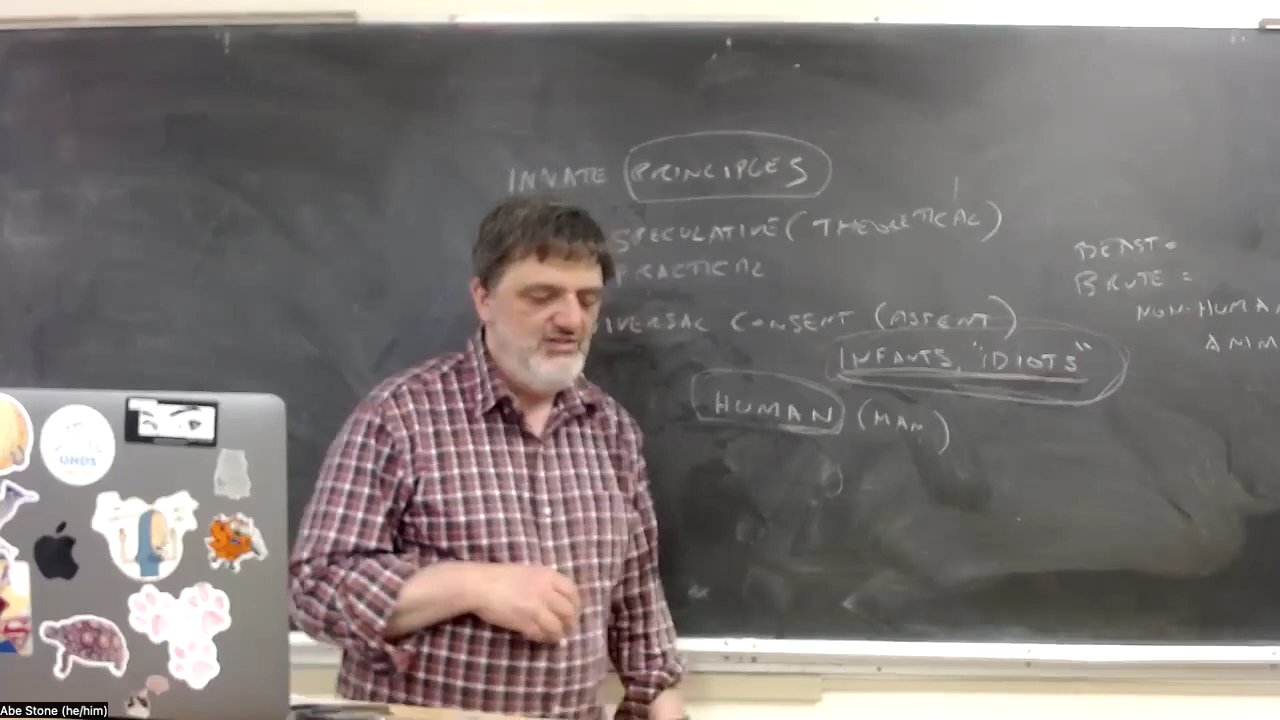 INNATE PRINCIPLES
SPECULATIVE (THEORETICAL)
PRACTICAL
IVERSAL CONSENT (ASSENT)
INFANTS, "IDIOTS"
HUMAN (MAN)
BEAST =
BRUTE =
NON-HUMAN
ANIM
Abe Stone (he/him)